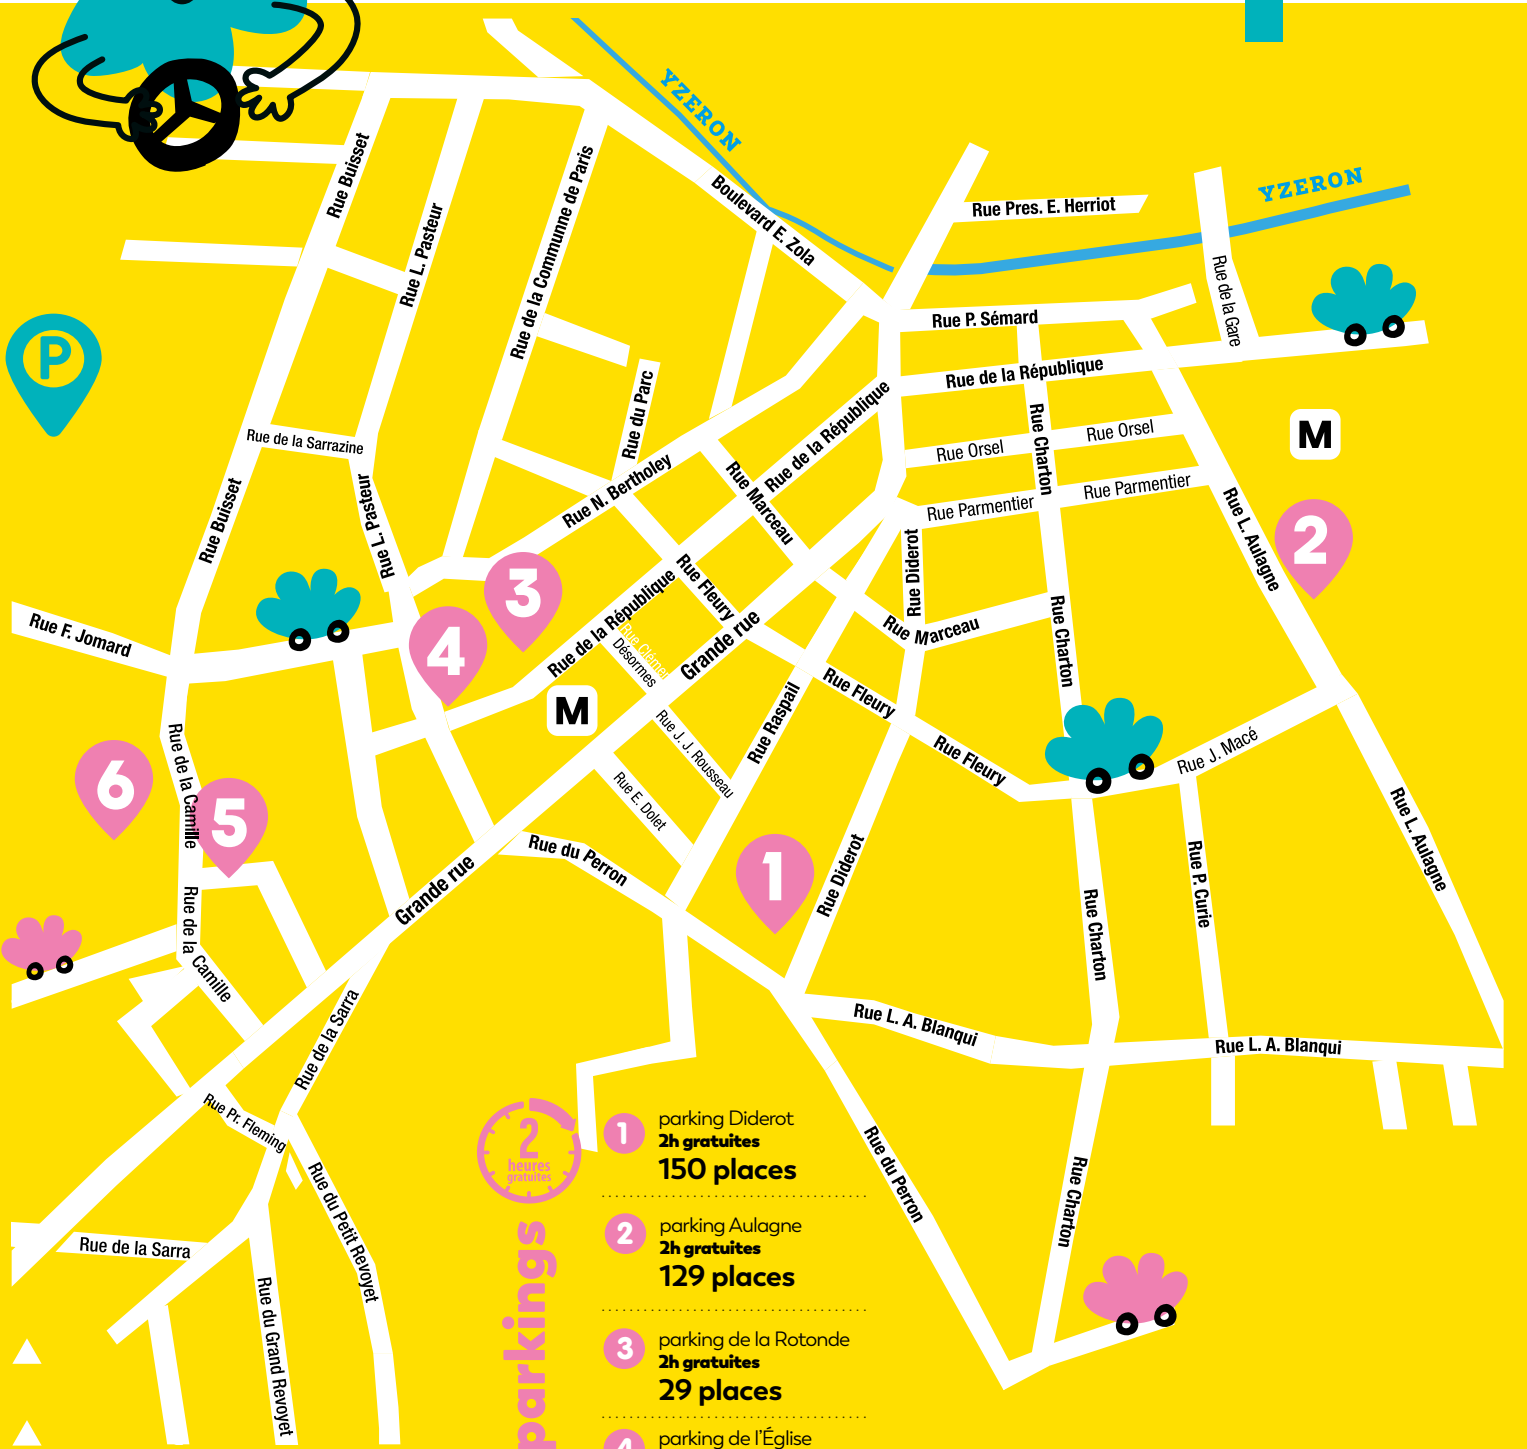 YZERON
YZERON
Rue Pres. E. Herriot
Boulevard E. Zola
Rue Buisset
Rue L. Pasteur
Rue de la Communne de Paris
Rue de la Gare
Rue P. Sémard
Rue de la République
P
Rue du Parc
Rue de la République
Rue Charton
Rue Orsel
Rue Orsel
M
Rue de la Sarrazine
Rue N. Bertholey
Rue Marceau
Rue Parmentier
Rue Parmentier
Rue Buisset
Rue L. Pasteur
Rue L. Aulagne
2
Rue Diderot
3
Rue Fleury
Rue de la République
Rue F. Jomard
4
Rue Clémen
Désormes
Grande rue
Rue Marceau
Rue Charton
M
Rue Fleury
Rue Raspail
Rue J. J. Rousseau
Rue Fleury
Rue J. Macé
6
Rue de la Camille
5
Rue E. Dolet
Rue du Perron
1
Rue Diderot
Rue L. Aulagne
Rue P. Curie
Grande rue
Rue de la Camille
Rue Charton
Rue de la Sarra
Rue L. A. Blanqui
Rue L. A. Blanqui
Rue Pr. Fleming
Rue du Petit Revoyet
Rue du Perron
Rue Charton
Rue de la Sarra
Rue du Grand Revoyet
2
heures
gratuites
parkings
1
parking Diderot
2h gratuites
150 places
2
parking Aulagne
2h gratuites
129 places
3
parking de la Rotonde
2h gratuites
29 places
4
parking de l'Église